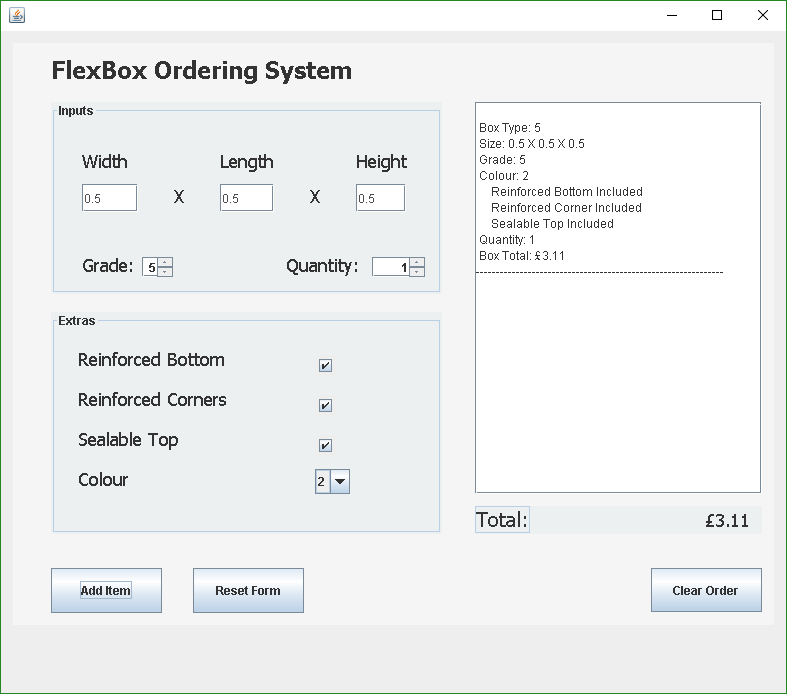 FlexBox Ordering System
Inputs
Width Length Height
0.5 X 0.5 X 0.5
Grade: 5 Quantity: 1
Extras
Reinforced Bottom
Reinforced Corners
Sealable Top
Colour 2
Box Type: 5
Size: 0.5 X 0.5 X 0.5
Grade: 5
Colour: 2
Reinforced Bottom Included
Reinforced Corner Included
Sealable Top Included
Quantity: 1
Box Total: £3.11
Total: £3.11
Add Item Reset Form Clear Order